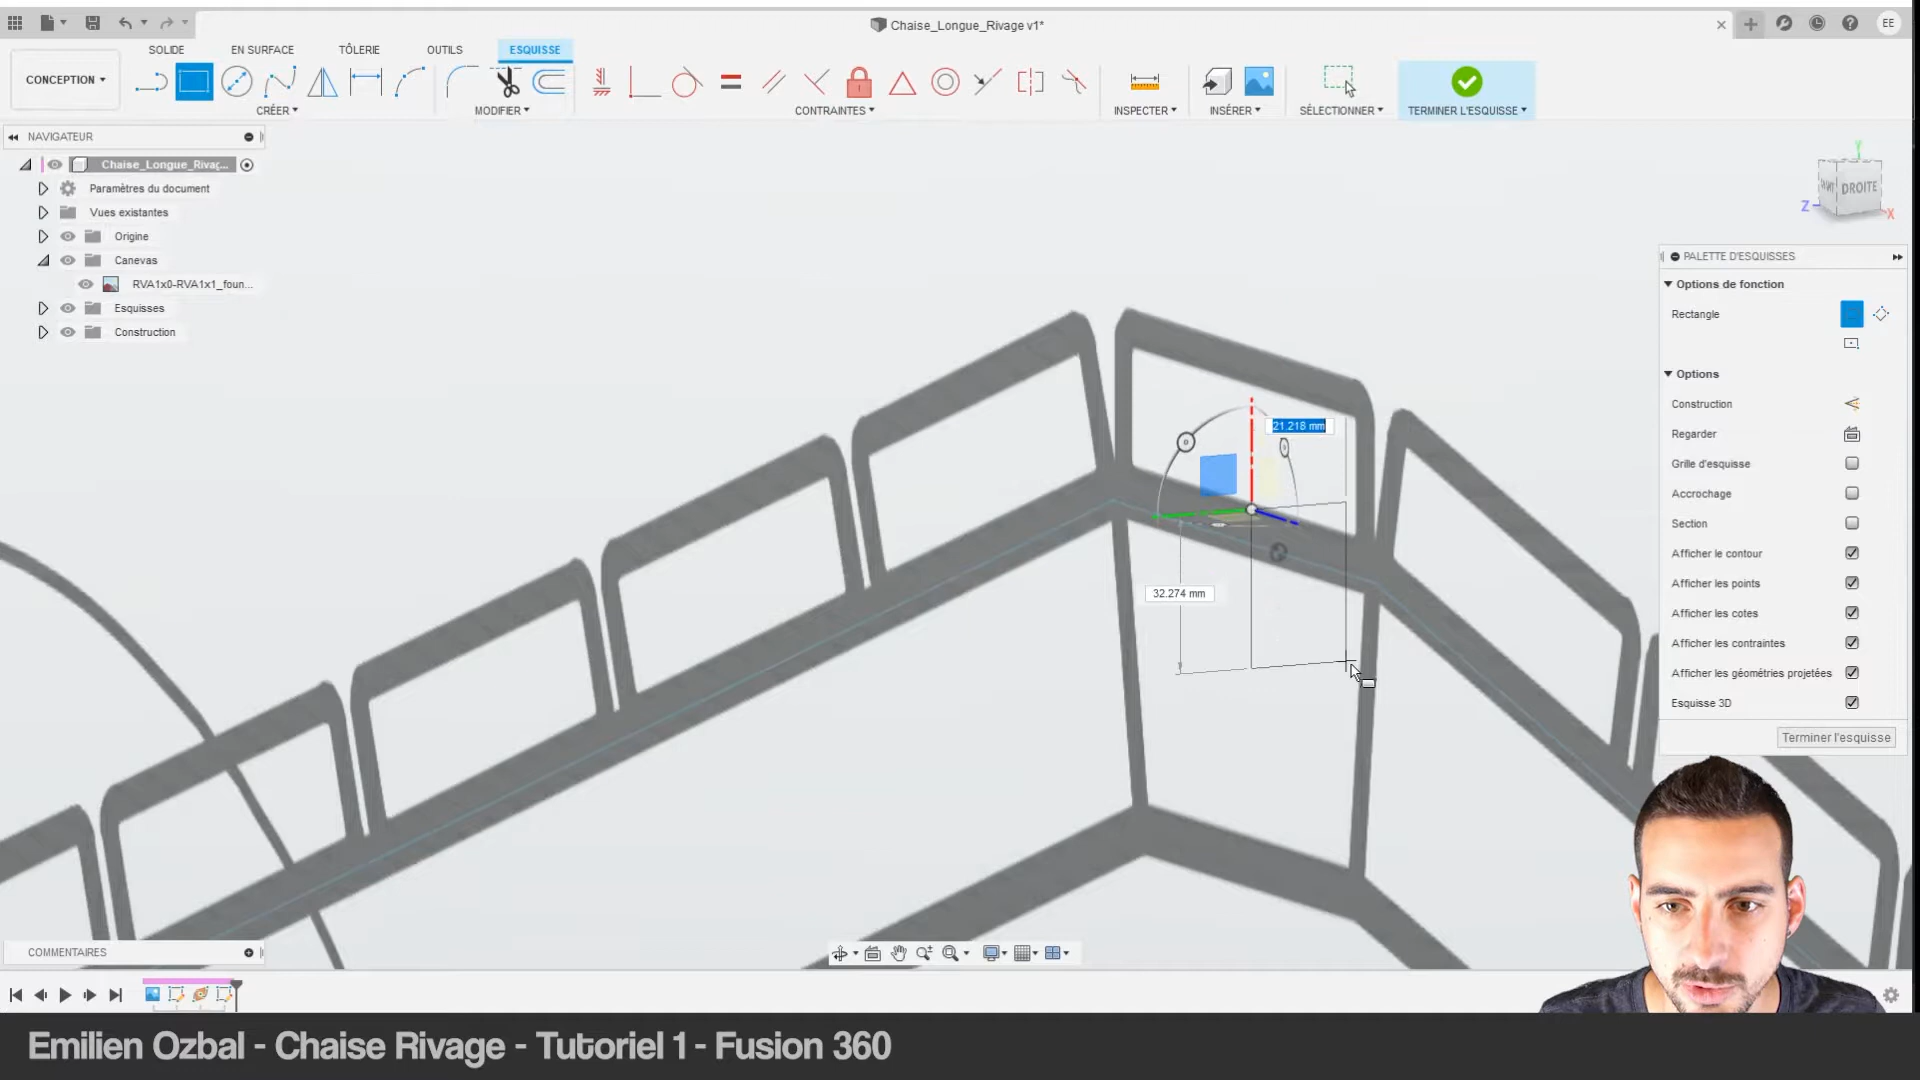 Chaise_Longue_Rivage v1*
EE
SOLIDE
EN SURFACE
TÔLERIE
OUTILS
ESQUISSE
CONCEPTION
CRÉER
MODIFIER
CONTRAINTES
INSPECTER
INSÉRER
SÉLECTIONNER
TERMINER L'ESQUISSE
NAVIGATEUR
Chaise_Longue_Rivag...
Paramètres du document
Vues existantes
Origine
Canevas
RVA1x0-RVA1x1_foun...
Esquisses
Construction
Y
DROITE
Z
X
21.218 mm
32.274 mm
PALETTE D'ESQUISSES
Options de fonction
Rectangle
Options
Construction
Regarder
Grille d'esquisse
Accrochage
Section
Afficher le contour
Afficher les points
Afficher les cotes
Afficher les contraintes
Afficher les géométries projetées
Esquisse 3D
Terminer l'esquisse
COMMENTAIRES
Emilien Ozbal - Chaise Rivage - Tutoriel 1 - Fusion 360